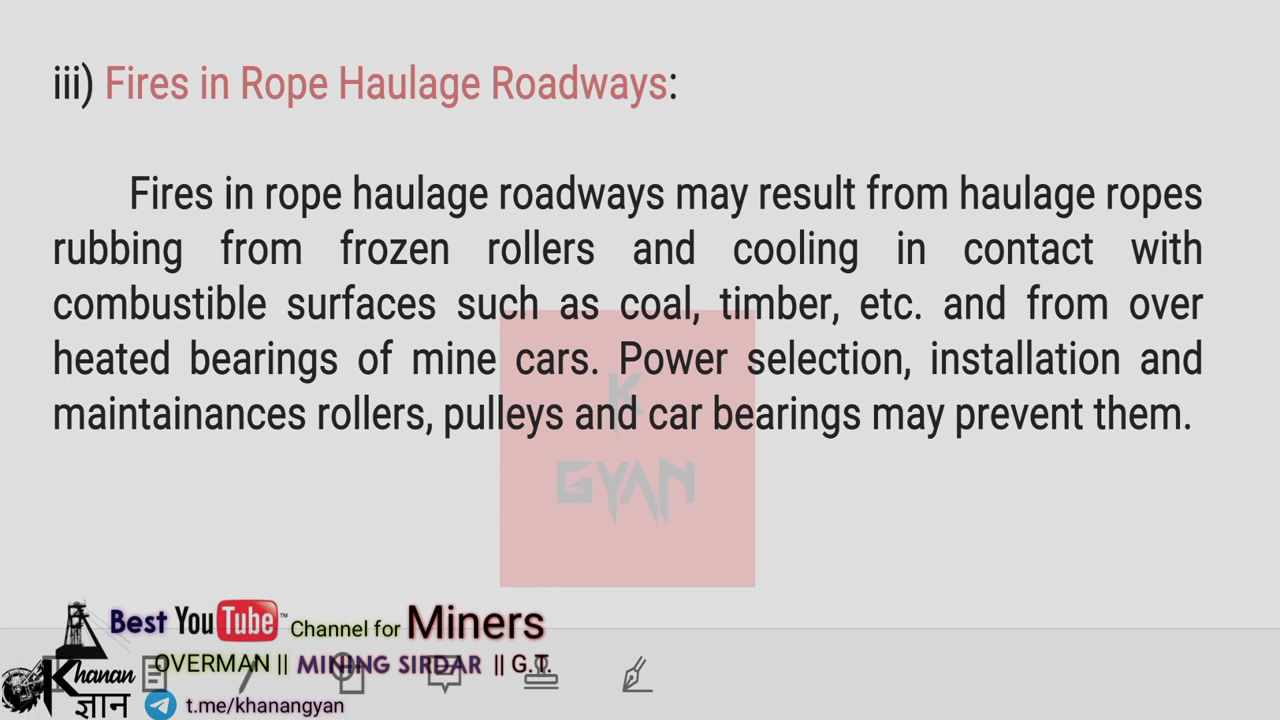 iii) Fires in Rope Haulage Roadways:
Fires in rope haulage roadways may result from haulage ropes
rubbing from frozen rollers and cooling in contact with
combustible surfaces such as coal, timber, etc. and from over
heated bearings of mine cars. Power selection, installation and
maintainances rollers, pulleys and car bearings may prevent them.
K
GYAN
Best YouTube™ Channel for Miners
OVERMAN || MINING SIRDAR || G.T.
Khanan
ज्ञान
t.me/khanangyan